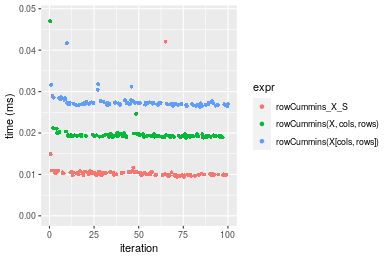 0.05
0.04
0.03
0.02
0.01
0.00
time (ms)
0
25
50
75
100
iteration
expr
rowCummins_X_S
rowCummins(X, cols, rows)
rowCummins(X[cols, rows])